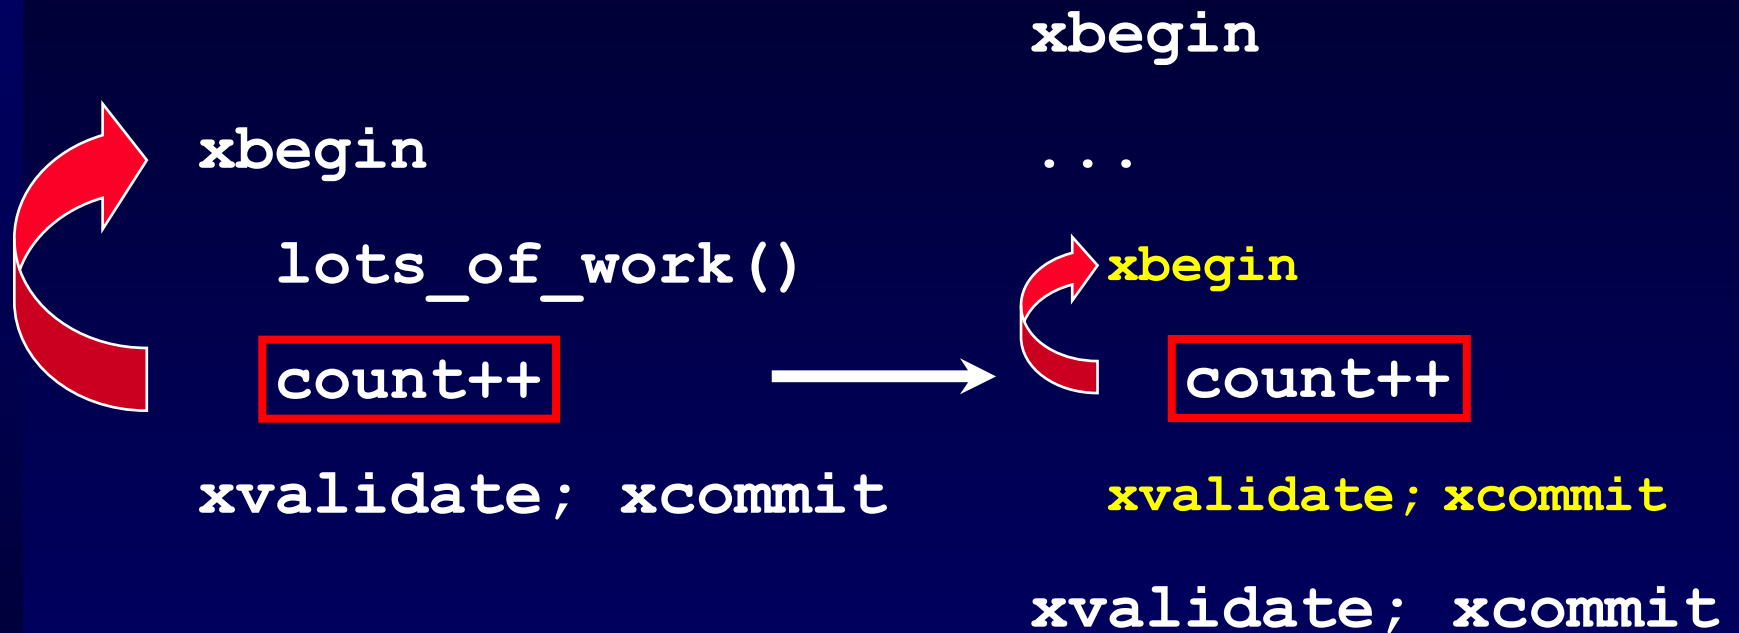 xbegin
lots_of_work()
count++
xvalidate; xcommit
xbegin
...
xbegin
count++
xvalidate; xcommit
xvalidate; xcommit